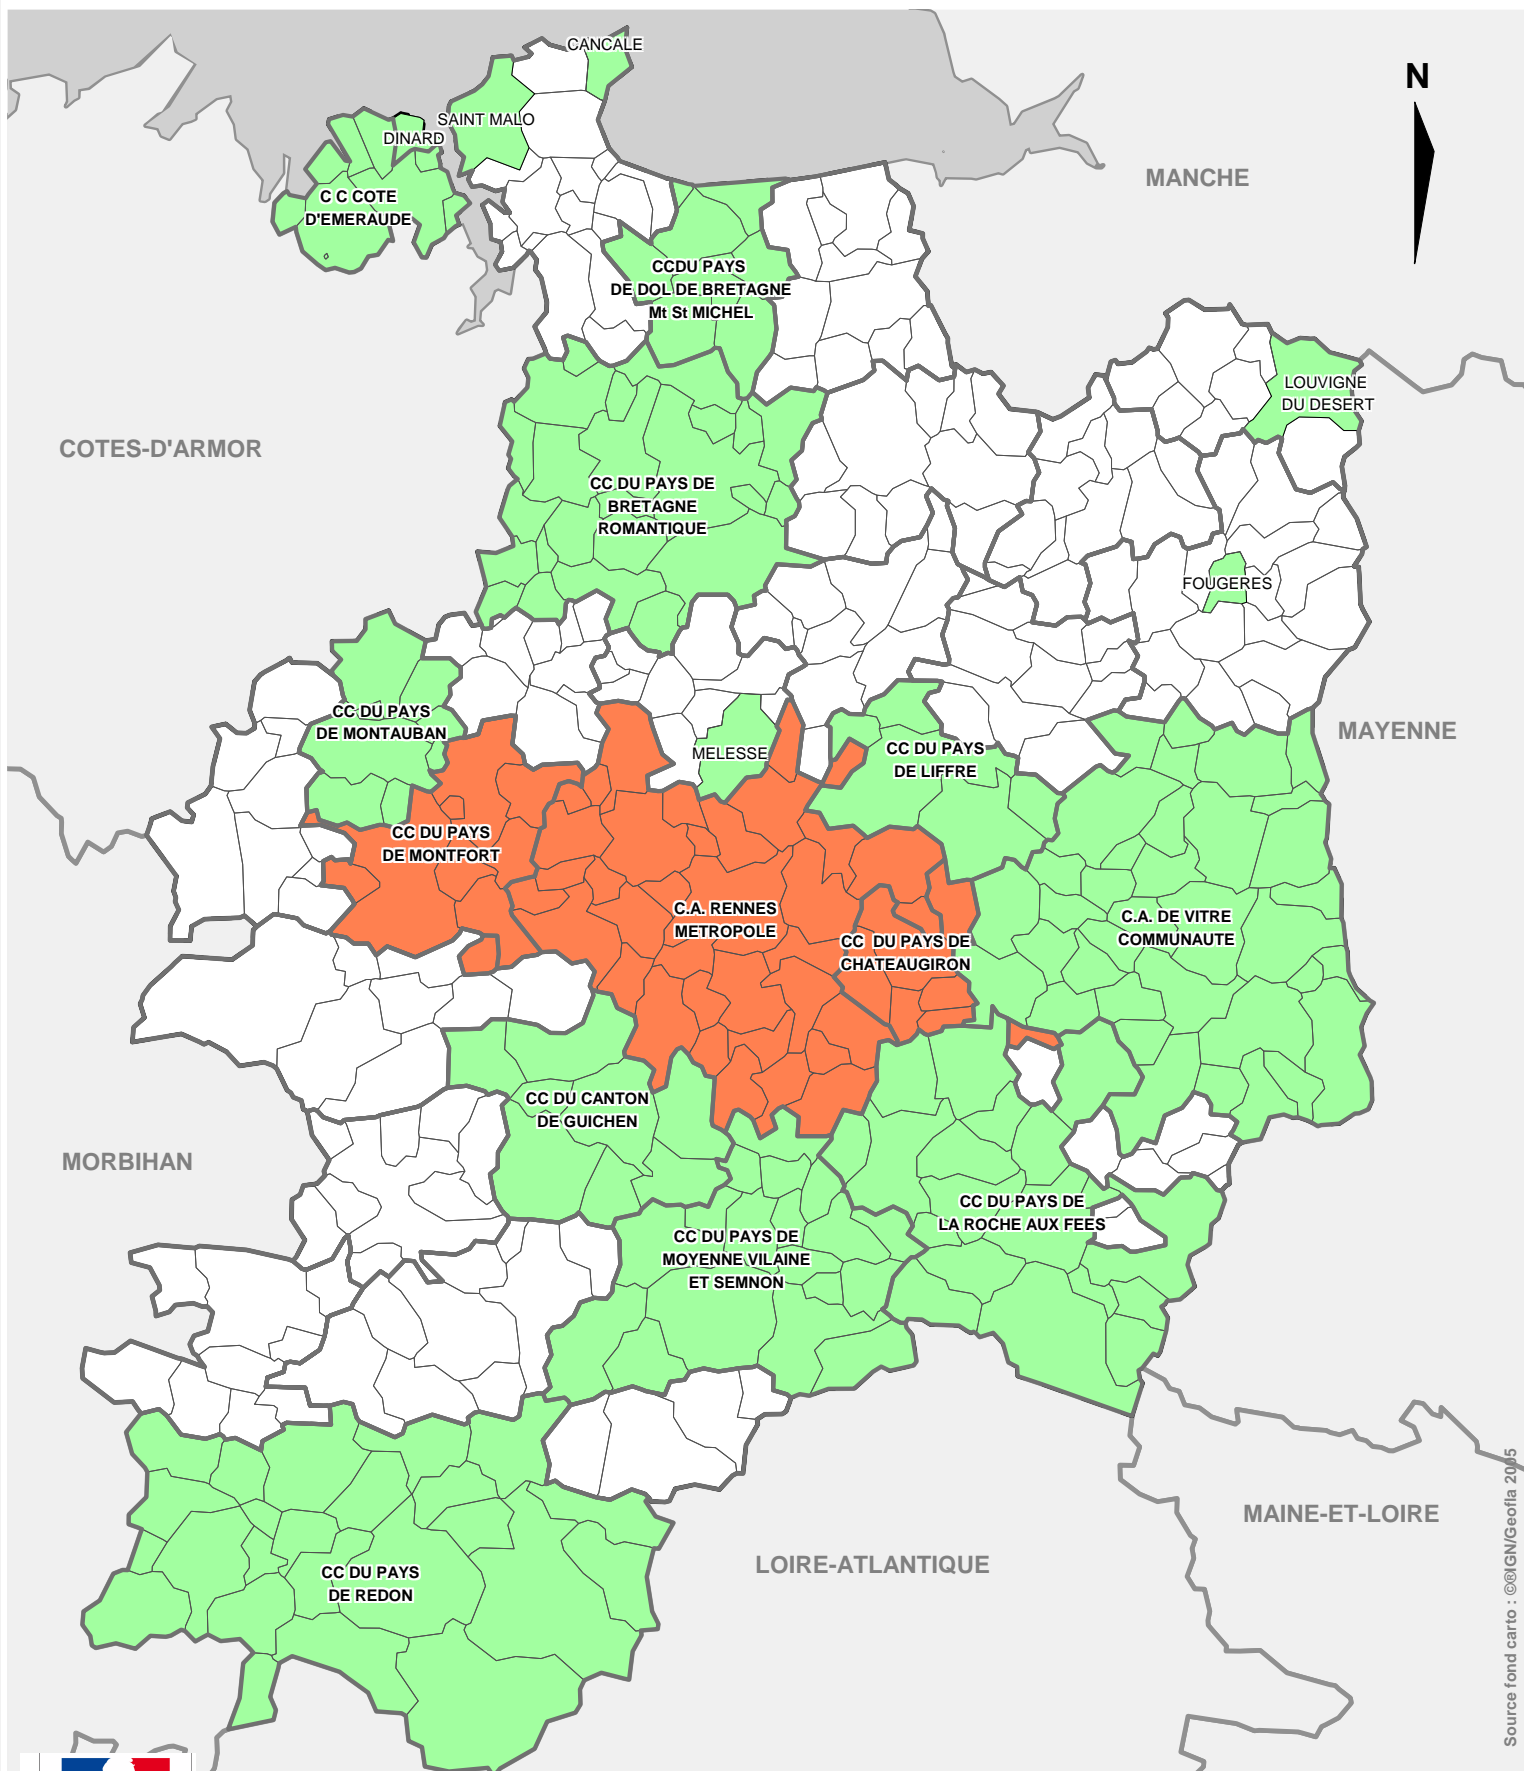 CANCALE
N
SAINT MALO
DINARD
MANCHE
C C COTE
D'EMERAUDE
CCDU PAYS
DE DOL DE BRETAGNE
Mt St MICHEL
LOUVIGNE
DU DESERT
COTES-D'ARMOR
CC DU PAYS DE
BRETAGNE
ROMANTIQUE
FOUGERES
CC DU PAYS
DE MONTAUBAN
MAYENNE
MELESSE
CC DU PAYS
DE LIFFRE
CC DU PAYS
DE MONTFORT
C.A. RENNES
METROPOLE
C.A. DE VITRE
COMMUNAUTE
CC DU PAYS DE
CHATEAUGIRON
CC DU CANTON
DE GUICHEN
MORBIHAN
CC DU PAYS DE
LA ROCHE AUX FEES
CC DU PAYS DE
MOYENNE VILAINE
ET SEMNON
MAINE-ET-LOIRE
LOIRE-ATLANTIQUE
CC DU PAYS
DE REDON
Source fond carto : ©®IGN/Geofla 2005